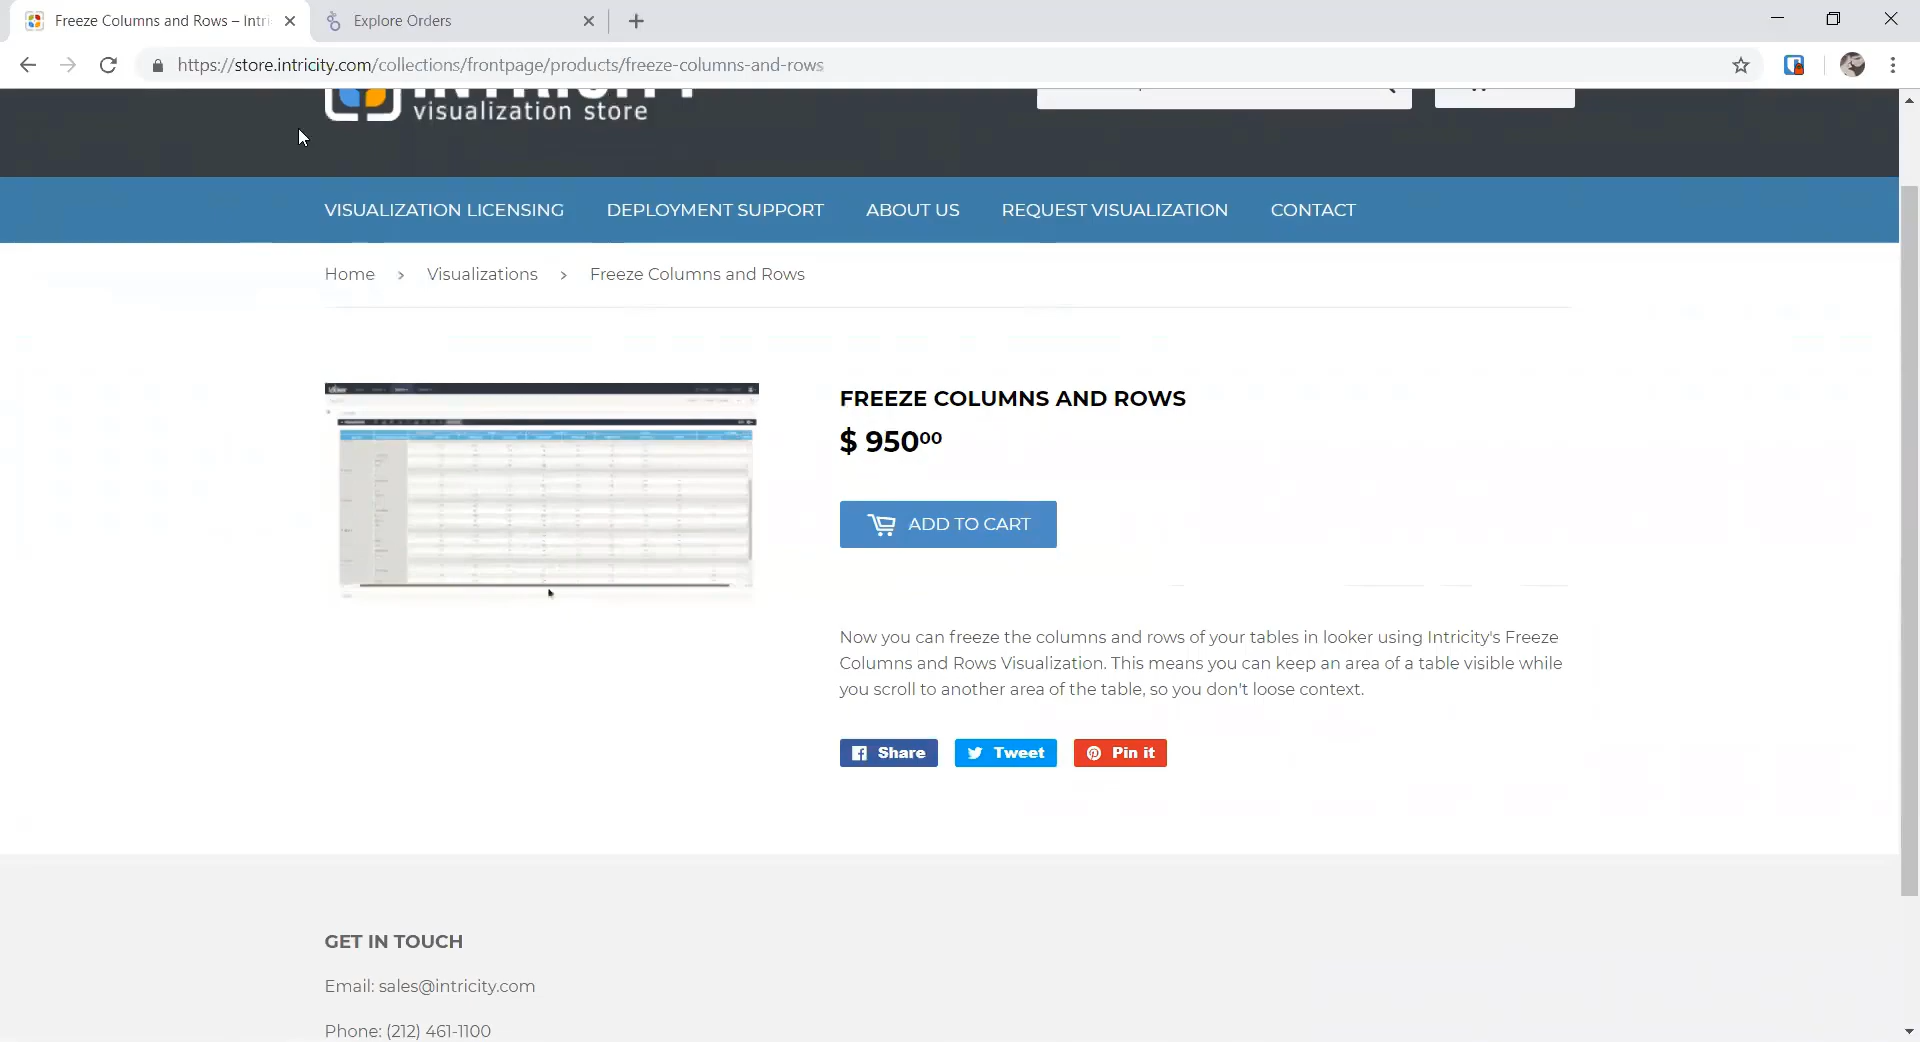 Freeze Columns and Rows – Intri
Explore Orders
https://store.intricity.com/collections/frontpage/products/freeze-columns-and-rows
visualization store
VISUALIZATION LICENSING
DEPLOYMENT SUPPORT
ABOUT US
REQUEST VISUALIZATION
CONTACT
Home › Visualizations › Freeze Columns and Rows
FREEZE COLUMNS AND ROWS
$ 950⁰⁰
ADD TO CART
Now you can freeze the columns and rows of your tables in looker using Intricity's Freeze
Columns and Rows Visualization. This means you can keep an area of a table visible while
you scroll to another area of the table, so you don't loose context.
Share
Tweet
Pin it
GET IN TOUCH
Email: sales@intricity.com
Phone: (212) 461-1100